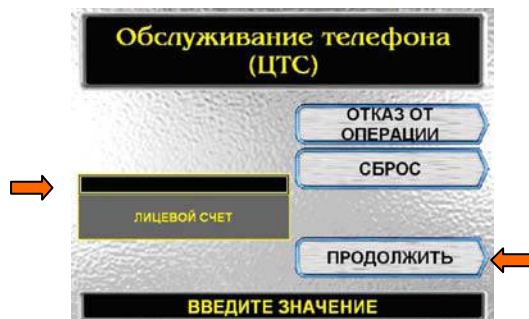 Обслуживание телефона
(ЦТС)
ОТКАЗ ОТ
ОПЕРАЦИИ
СБРОС
ЛИЦЕВОЙ СЧЕТ
ПРОДОЛЖИТЬ
ВВЕДИТЕ ЗНАЧЕНИЕ